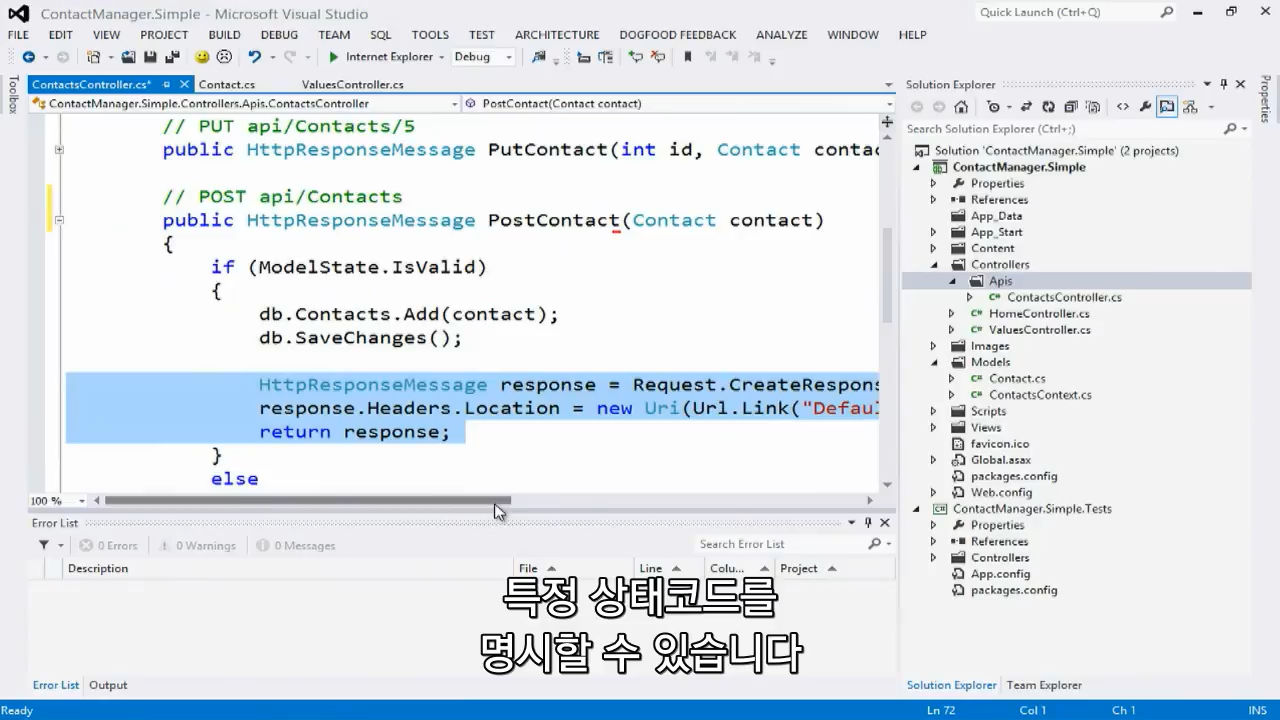 ContactManager.Simple - Microsoft Visual Studio
Quick Launch (Ctrl+Q)
FILE EDIT VIEW PROJECT BUILD DEBUG TEAM SQL TOOLS TEST ARCHITECTURE DOGFOOD FEEDBACK ANALYZE WINDOW HELP
Internet Explorer Debug
Toolbox
ContactsController.cs* Contact.cs ValuesController.cs
ContactManager.Simple.Controllers.Apis.ContactsController PostContact(Contact contact)
// PUT api/Contacts/5
public HttpResponseMessage PutContact(int id, Contact contac
// POST api/Contacts
public HttpResponseMessage PostContact(Contact contact)
{
if (ModelState.IsValid)
{
db.Contacts.Add(contact);
db.SaveChanges();
HttpResponseMessage response = Request.CreateRespons
response.Headers.Location = new Uri(Url.Link("Defaul
return response;
}
else
100 %
Error List
0 Errors 0 Warnings 0 Messages
Search Error List
Description File Line Colu... Project
특정 상태코드를
명시할 수 있습니다
Error List Output
Solution Explorer
Search Solution Explorer (Ctrl+;)
Solution 'ContactManager.Simple' (2 projects)
ContactManager.Simple
Properties
References
App_Data
App_Start
Content
Controllers
Apis
C# ContactsController.cs
C# HomeController.cs
C# ValuesController.cs
Images
Models
C# Contact.cs
C# ContactsContext.cs
Scripts
Views
favicon.ico
Global.asax
packages.config
Web.config
ContactManager.Simple.Tests
Properties
References
Controllers
App.config
packages.config
Solution Explorer Team Explorer
Properties
Ready Ln 72 Col 1 Ch 1 INS